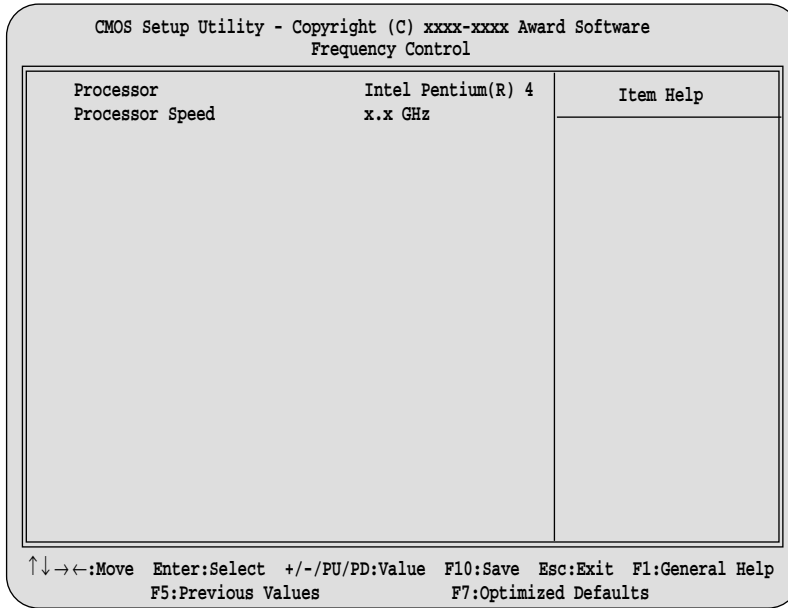 CMOS Setup Utility - Copyright (C) xxxx-xxxx Award Software
Frequency Control
Processor Intel Pentium(R) 4
Processor Speed x.x GHz
Item Help
↑↓→←:Move Enter:Select +/-/PU/PD:Value F10:Save Esc:Exit F1:General Help
F5:Previous Values F7:Optimized Defaults